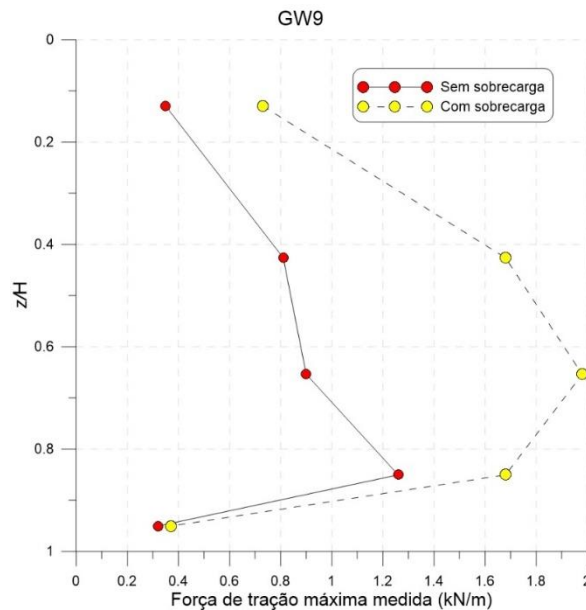 GW9
Sem sobrecarga
Com sobrecarga
0
0.2
0.4
0.6
0.8
1
z/H
0 0.2 0.4 0.6 0.8 1 1.2 1.4 1.6 1.8 2
Força de tração máxima medida (kN/m)